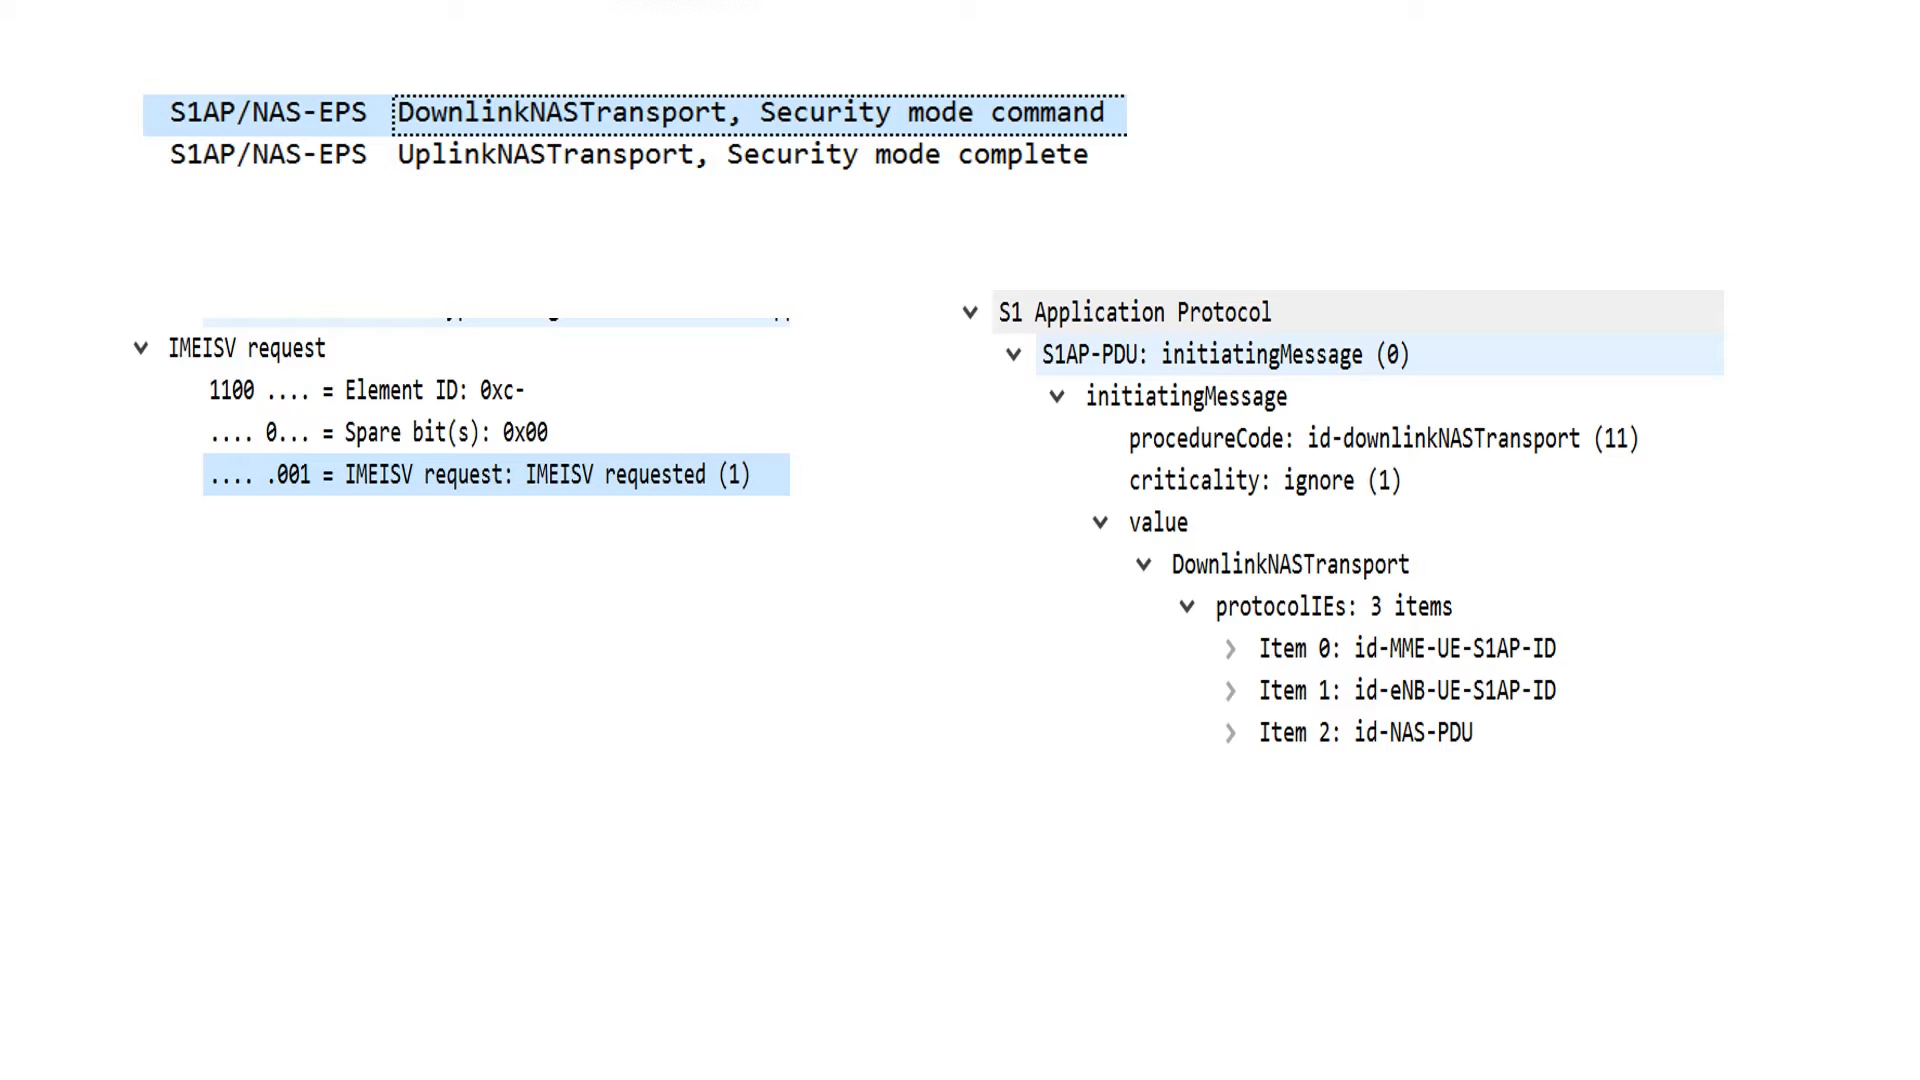 S1AP/NAS-EPS DownlinkNASTransport, Security mode command
S1AP/NAS-EPS UplinkNASTransport, Security mode complete
IMEISV request
1100 .... = Element ID: 0xc-
.... 0... = Spare bit(s): 0x00
.... .001 = IMEISV request: IMEISV requested (1)
S1 Application Protocol
S1AP-PDU: initiatingMessage (0)
initiatingMessage
procedureCode: id-downlinkNASTransport (11)
criticality: ignore (1)
value
DownlinkNASTransport
protocolIEs: 3 items
Item 0: id-MME-UE-S1AP-ID
Item 1: id-eNB-UE-S1AP-ID
Item 2: id-NAS-PDU